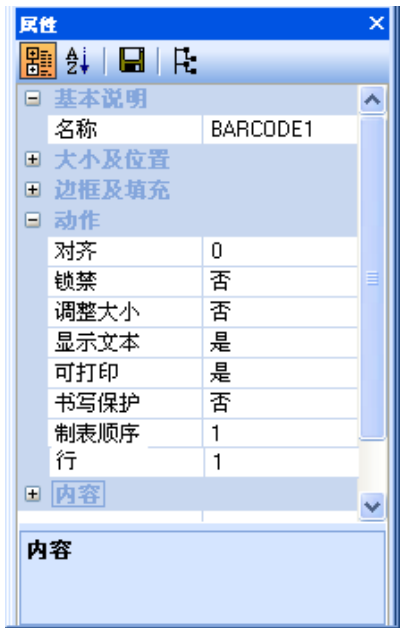 属性
基本说明
名称 BARCODE1
大小及位置
边框及填充
动作
对齐 0
锁禁 否
调整大小 否
显示文本 是
可打印 是
书写保护 否
制表顺序 1
行 1
内容
内容